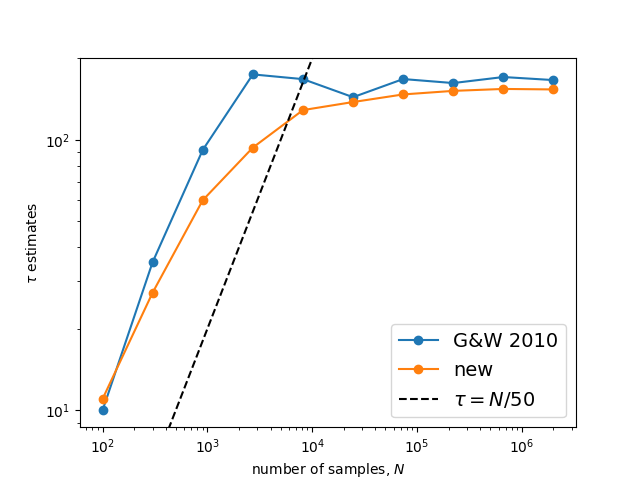 τ estimates
10²
10¹
10²
10³
10⁴
10⁵
10⁶
number of samples, N
G&W 2010
new
τ = N/50